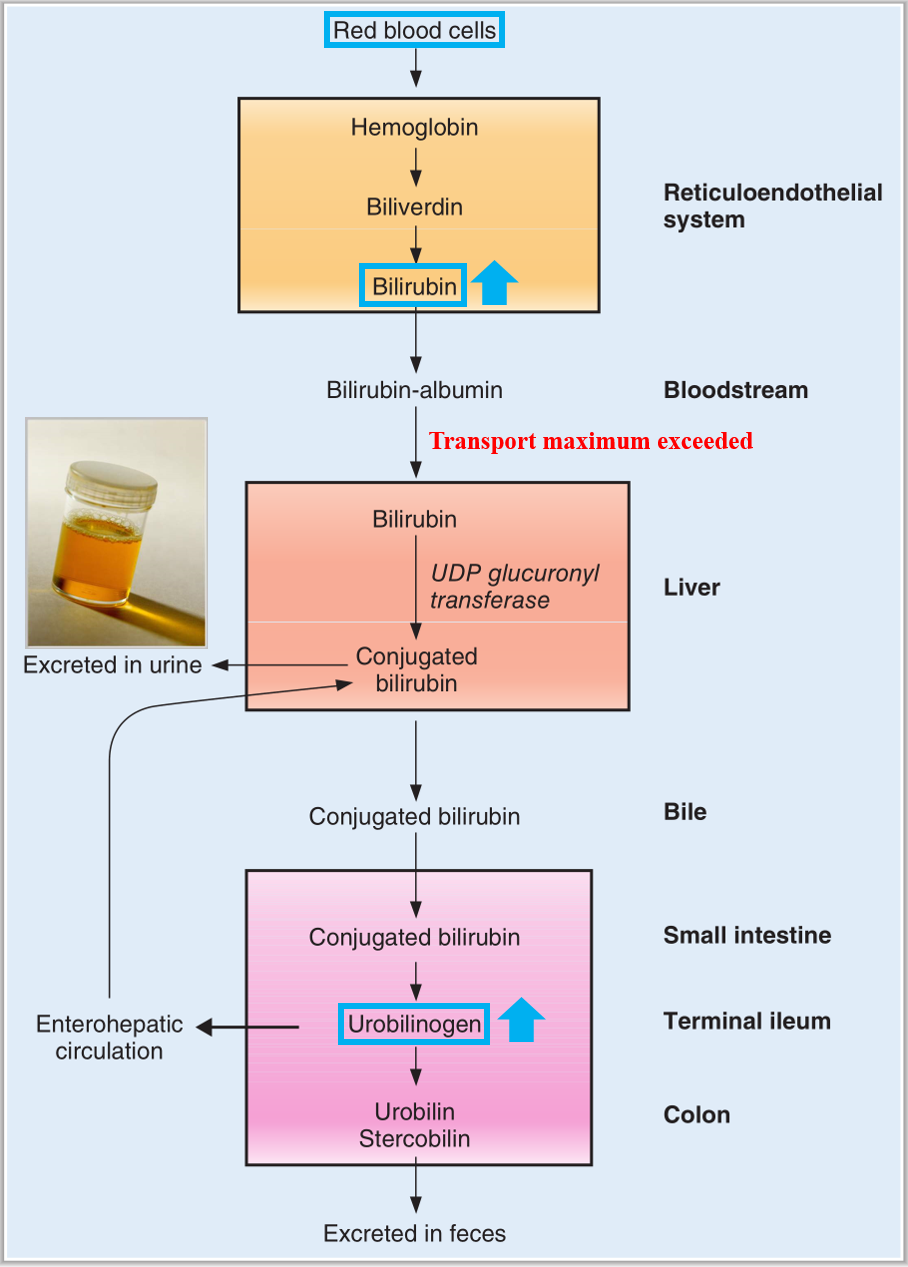 Red blood cells
Hemoglobin
Biliverdin
Reticuloendothelial
system
Bilirubin
Bilirubin-albumin
Bloodstream
Transport maximum exceeded
Bilirubin
UDP glucuronyl
transferase
Liver
Excreted in urine
Conjugated
bilirubin
Conjugated bilirubin
Bile
Conjugated bilirubin
Small intestine
Enterohepatic
circulation
Urobilinogen
Terminal ileum
Urobilin
Stercobilin
Colon
Excreted in feces